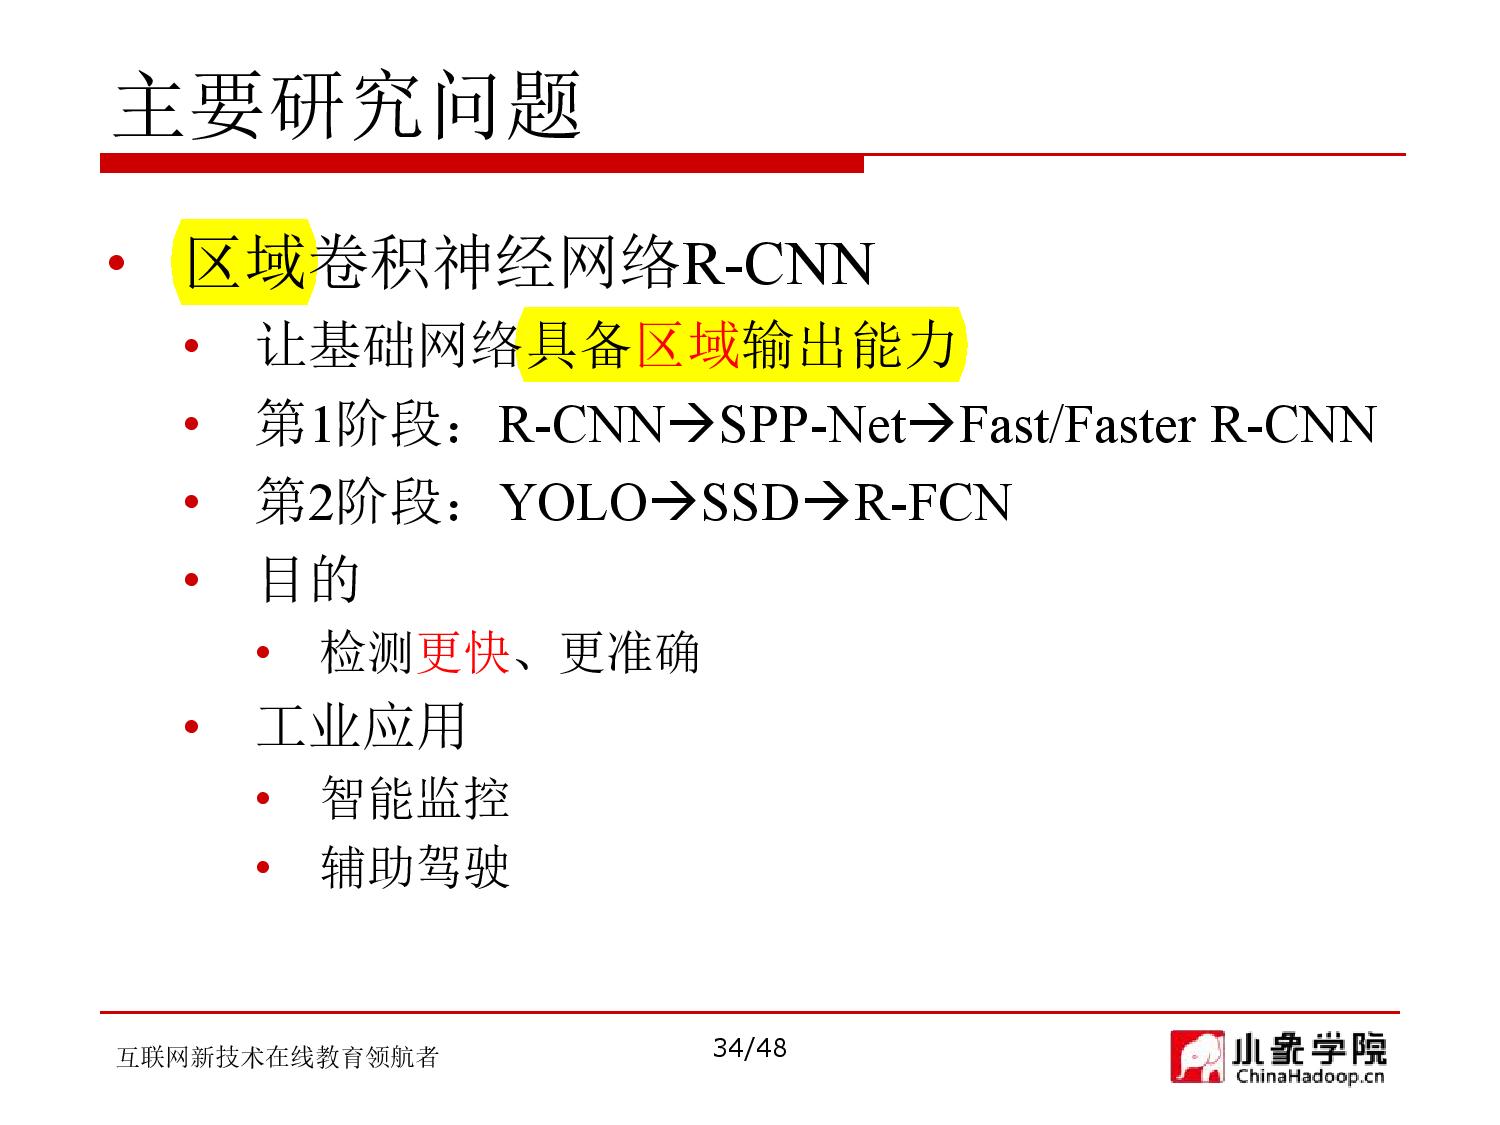 主要研究问题
• 区域卷积神经网络R-CNN
• 让基础网络具备区域输出能力
• 第1阶段：R-CNN→SPP-Net→Fast/Faster R-CNN
• 第2阶段：YOLO→SSD→R-FCN
• 目的
• 检测更快、更准确
• 工业应用
• 智能监控
• 辅助驾驶
互联网新技术在线教育领航者
34/48
小象学院
ChinaHadoop.cn